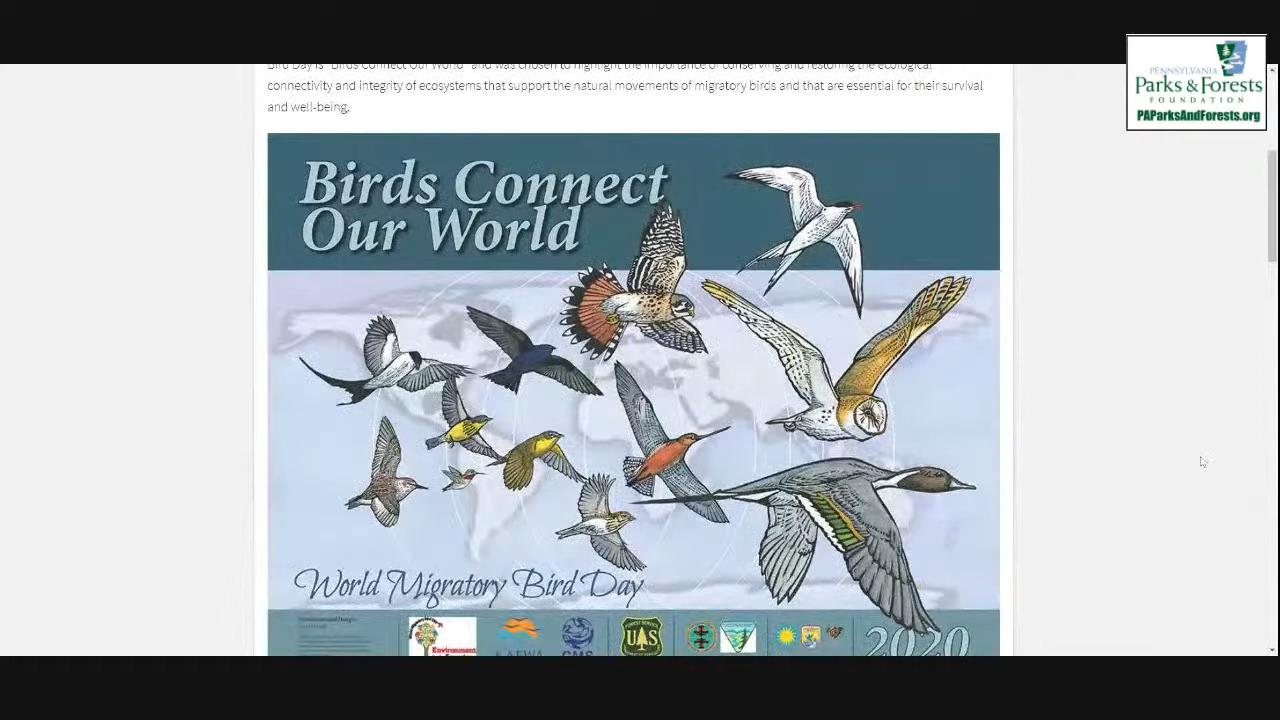 Bird Day is "Birds Connect Our World" and was chosen to highlight the importance of conserving and restoring the ecological
connectivity and integrity of ecosystems that support the natural movements of migratory birds and that are essential for their survival
and well-being.
PENNSYLVANIA
Parks & Forests
FOUNDATION
PAParksAndForests.org
Birds Connect
Our World
World Migratory Bird Day
Environment
UAS
2020